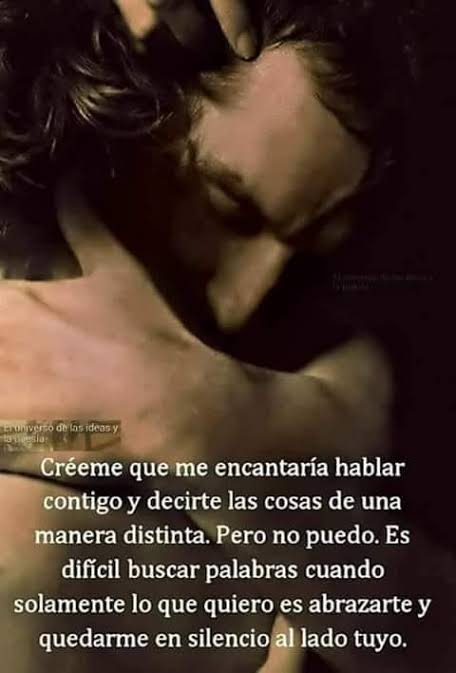 El universo de las ideas y
la poesía
Créeme que me encantaría hablar
contigo y decirte las cosas de una
manera distinta. Pero no puedo. Es
difícil buscar palabras cuando
solamente lo que quiero es abrazarte y
quedarme en silencio al lado tuyo.